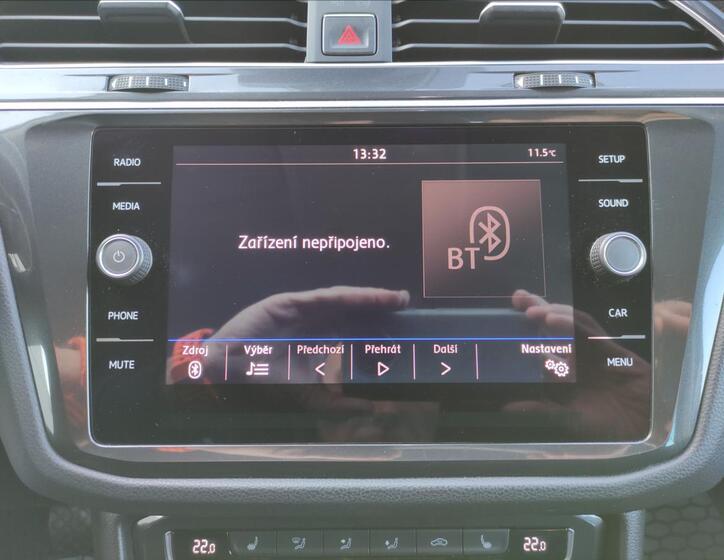 13:32 11.5°C
RADIO
MEDIA
PHONE
MUTE
Zařízení nepřipojeno.
BT
Zdroj Výběr Předchozí Přehrát Další Nastavení
SETUP
SOUND
CAR
MENU
22.0 22.0